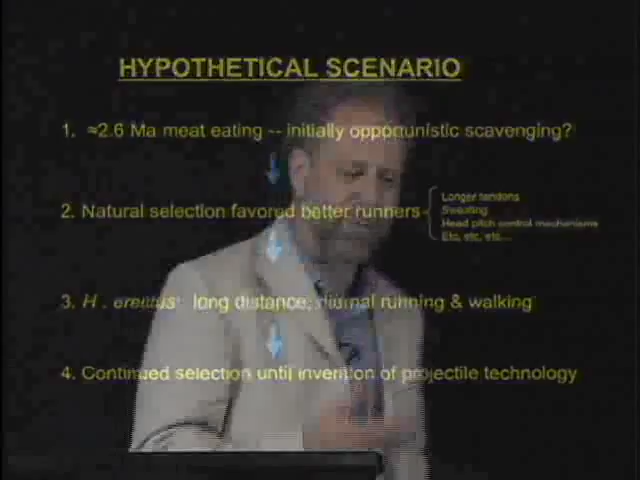 HYPOTHETICAL SCENARIO
1. ≈2.6 Ma meat eating -- initially opportunistic scavenging?
2. Natural selection favored better runners
Longer tendons
Sweating
Head pitch control mechanisms
Etc, etc, etc...
3. H. erectus: long distance, diurnal running & walking
4. Continued selection until invention of projectile technology